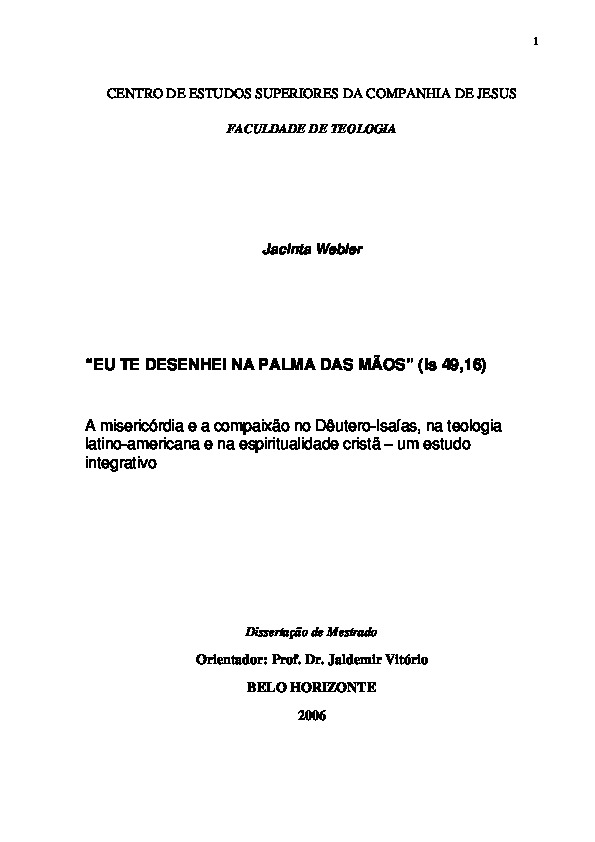 1
CENTRO DE ESTUDOS SUPERIORES DA COMPANHIA DE JESUS
FACULDADE DE TEOLOGIA
Jacinta Webler
“EU TE DESENHEI NA PALMA DAS MÃOS” (Is 49,16)
A misericórdia e a compaixão no Dêutero-Isaías, na teologia
latino-americana e na espiritualidade cristã – um estudo
integrativo
Dissertação de Mestrado
Orientador: Prof. Dr. Jaldemir Vitório
BELO HORIZONTE
2006